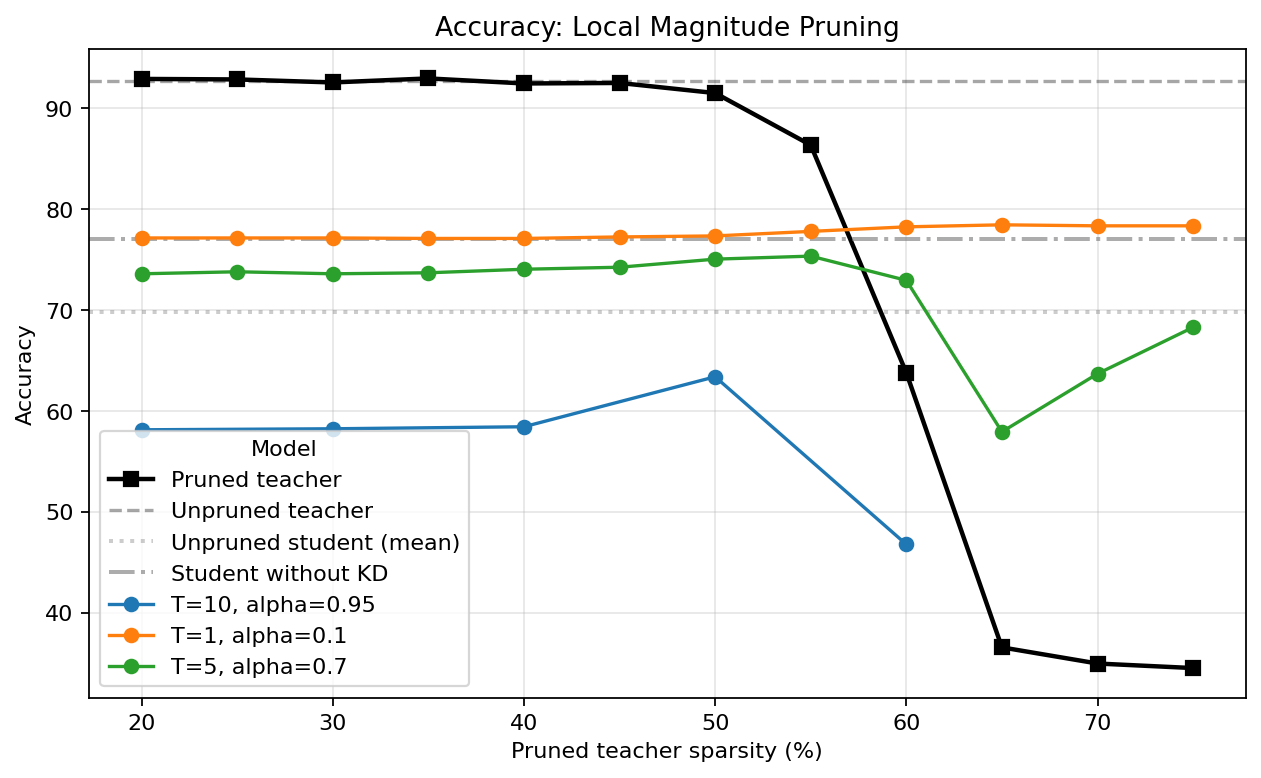 Accuracy: Local Magnitude Pruning
Accuracy
90
80
70
60
50
40
Model
Pruned teacher
Unpruned teacher
Unpruned student (mean)
Student without KD
T=10, alpha=0.95
T=1, alpha=0.1
T=5, alpha=0.7
20 30 40 50 60 70
Pruned teacher sparsity (%)